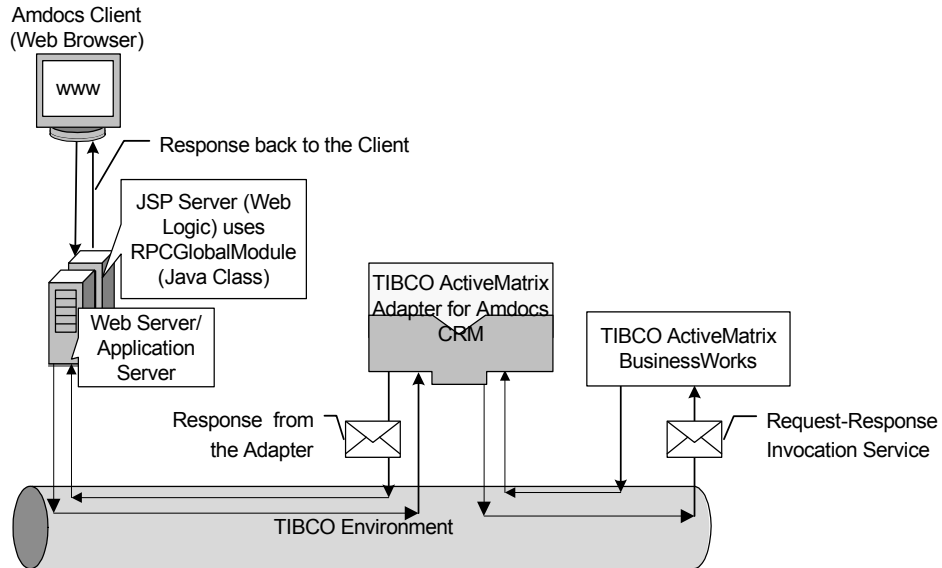 Amdocs Client
(Web Browser)
www
Response back to the Client
JSP Server (Web
Logic) uses
RPCGlobalModule
(Java Class)
Web Server/
Application
Server
TIBCO ActiveMatrix
Adapter for Amdocs
CRM
TIBCO ActiveMatrix
BusinessWorks
Response from
the Adapter
Request-Response
Invocation Service
TIBCO Environment